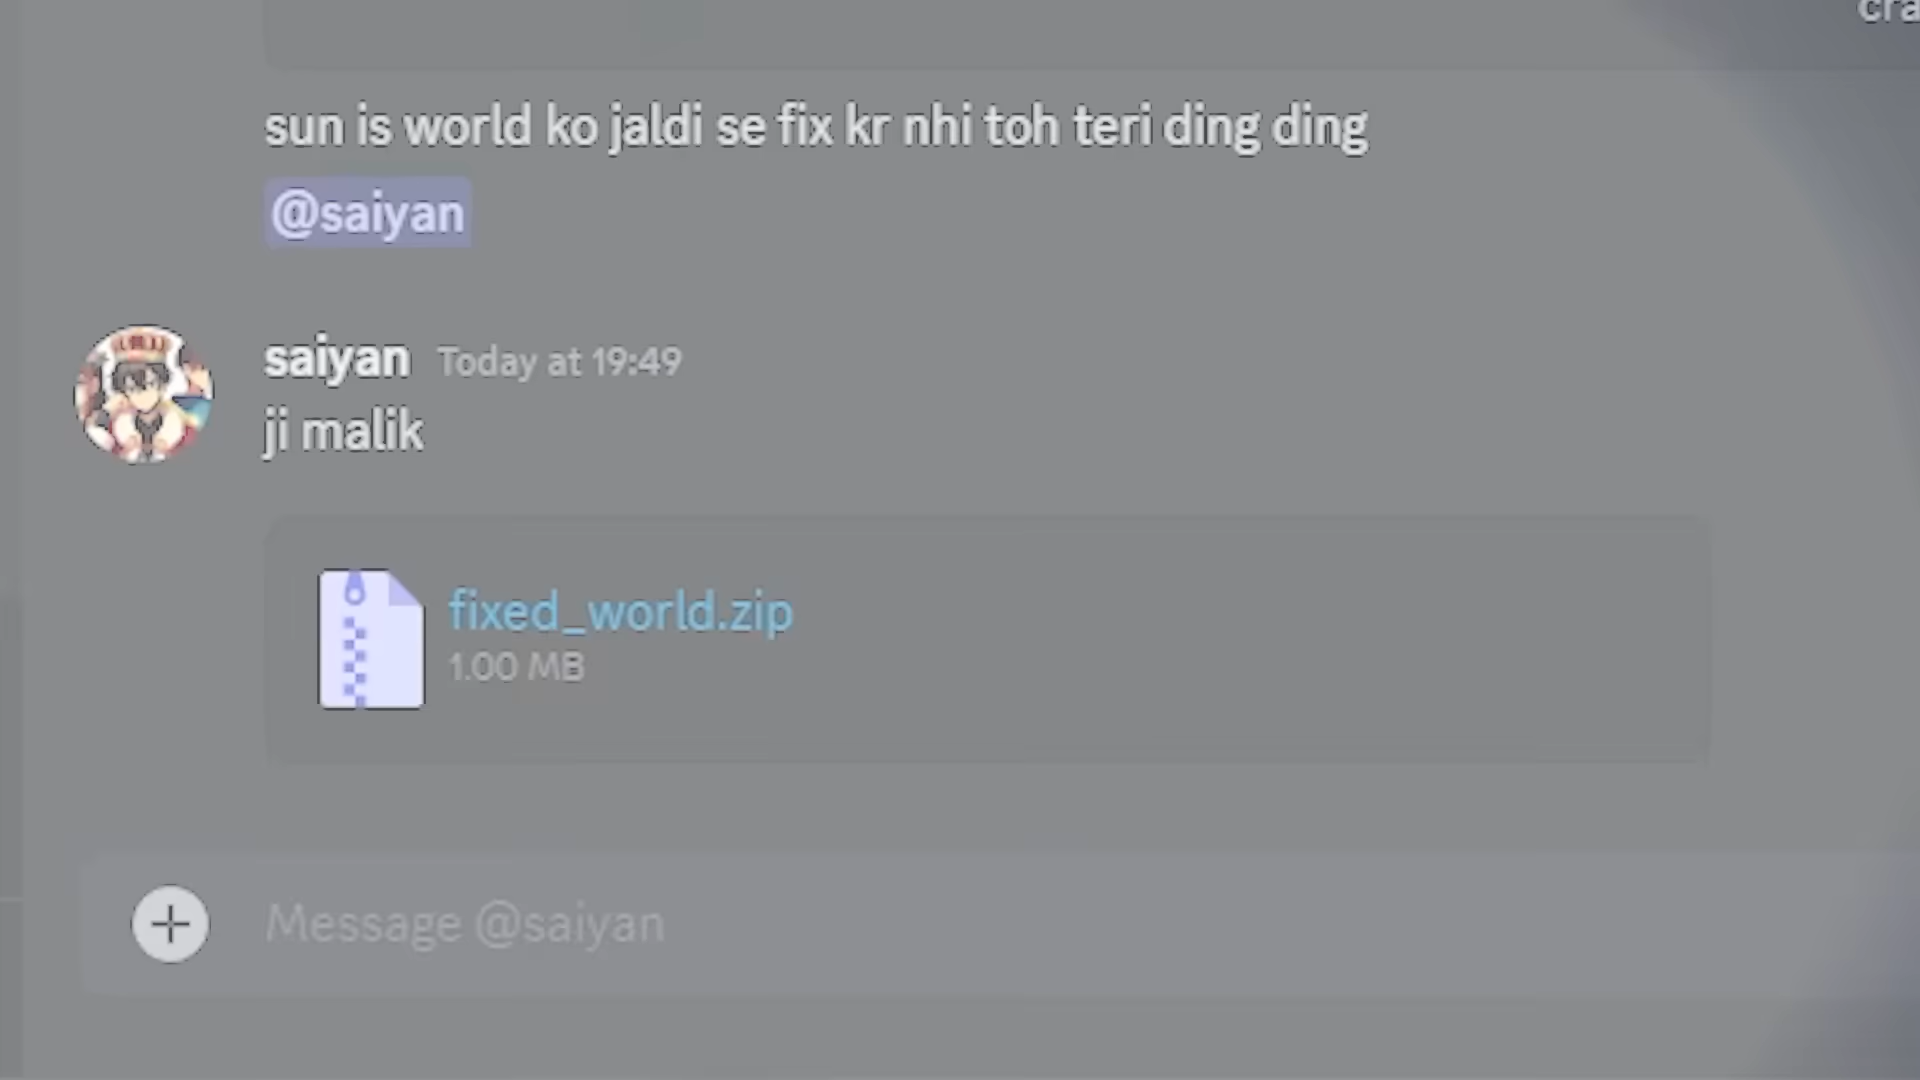 cra
sun is world ko jaldi se fix kr nhi toh teri ding ding
@saiyan
saiyan Today at 19:49
ji malik
fixed_world.zip
1.00 MB
Message @saiyan